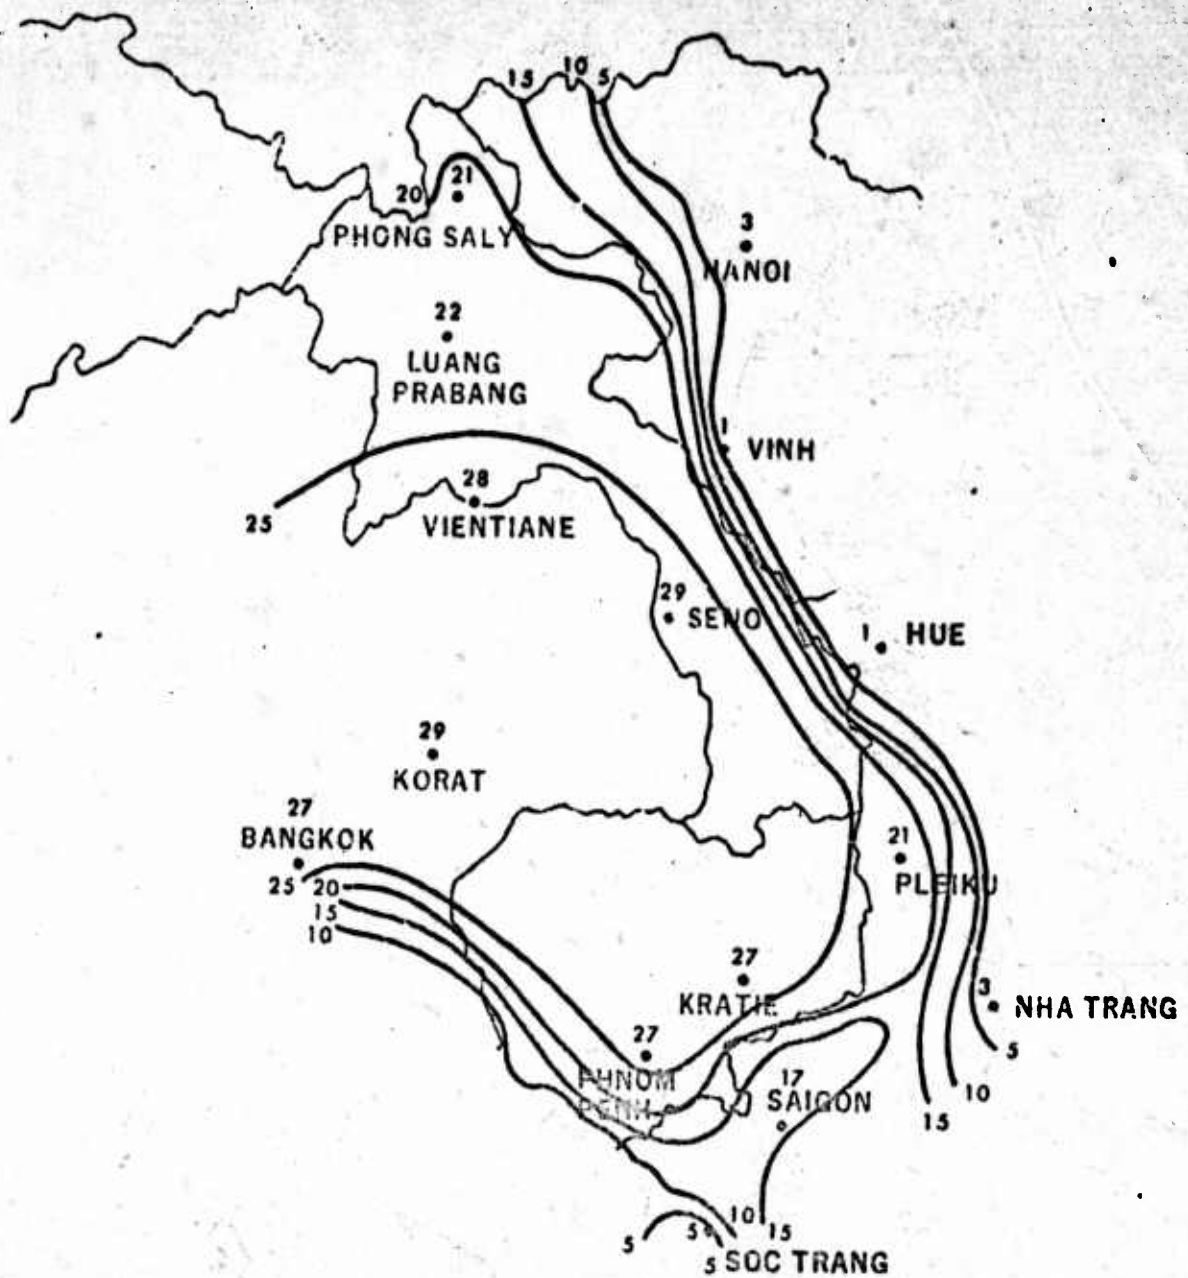 15
10
5
20
21
PHONG SALY
3
HANOI
22
LUANG
PRABANG
1
VINH
28
VIENTIANE
25
29
SENO
1
HUE
29
KORAT
27
BANGKOK
25
20
15
10
21
PLEIKU
27
KRATIE
3
NHA TRANG
5
27
PHNOM
PENH
17
SAIGON
10
15
10
15
5
5
5
SOC TRANG